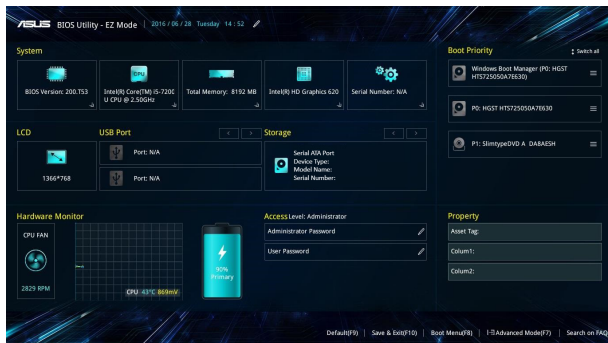 ASUS BIOS Utility - EZ Mode 2016 / 06 / 28 Tuesday 14 : 52
System
BIOS Version: 200.T53
Intel(R) Core(TM) i5-7200
U CPU @ 2.50GHz
CPU
Total Memory: 8192 MB
Intel(R) HD Graphics 620
Serial Number: N/A
Boot Priority
Switch all
Windows Boot Manager (P0: HGST
HTS725050A7E630)
P0: HGST HTS725050A7E630
P1: SlimtypeDVD A DA8AESH
LCD
1366*768
USB Port
Port: N/A
Port: N/A
Storage
Serial ATA Port
Device Type:
Model Name:
Serial Number:
Hardware Monitor
CPU FAN
2829 RPM
CPU 43°C 869mV
90%
Primary
Access Level: Administrator
Administrator Password
User Password
Property
Asset Tag:
Colum1:
Colum2:
Default(F9) | Save & Exit(F10) | Boot Menu(F8) | Advanced Mode(F7) | Search on FAQ